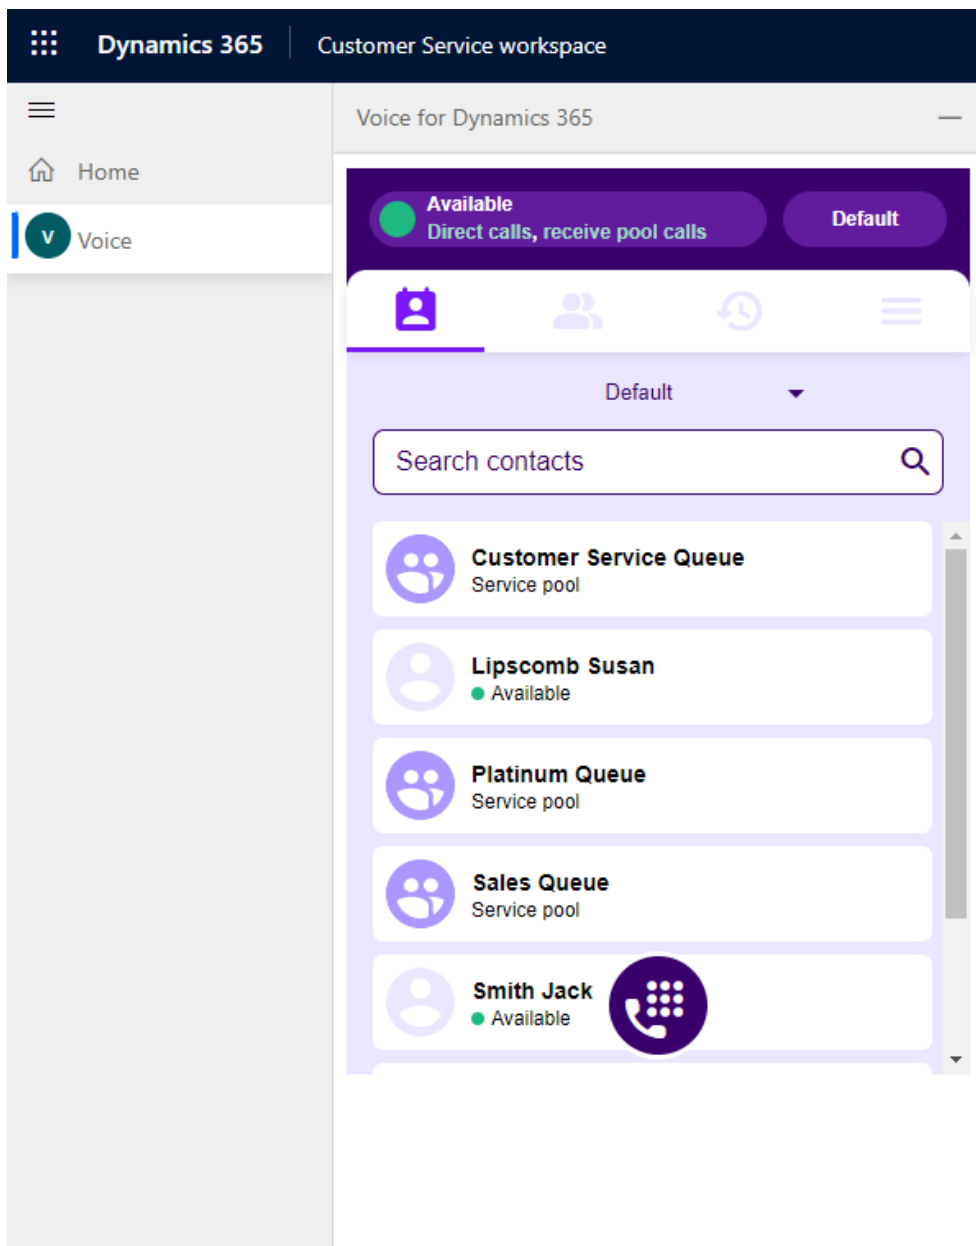 Dynamics 365 Customer Service workspace
Voice for Dynamics 365
Home
V Voice
Available
Direct calls, receive pool calls
Default
Default
Search contacts
Customer Service Queue
Service pool
Lipscomb Susan
Available
Platinum Queue
Service pool
Sales Queue
Service pool
Smith Jack
Available